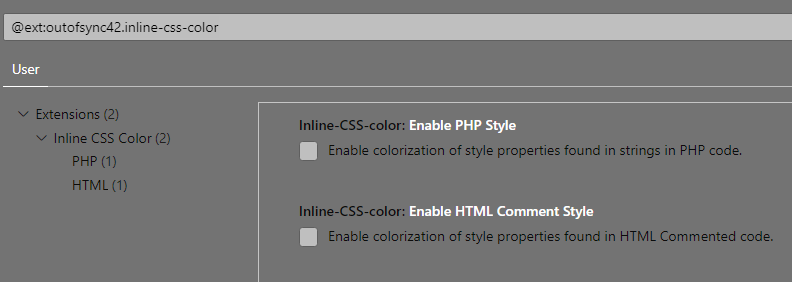 @ext:outofsync42.inline-css-color
User
Extensions (2)
Inline CSS Color (2)
PHP (1)
HTML (1)
Inline-CSS-color: Enable PHP Style
Enable colorization of style properties found in strings in PHP code.
Inline-CSS-color: Enable HTML Comment Style
Enable colorization of style properties found in HTML Commented code.